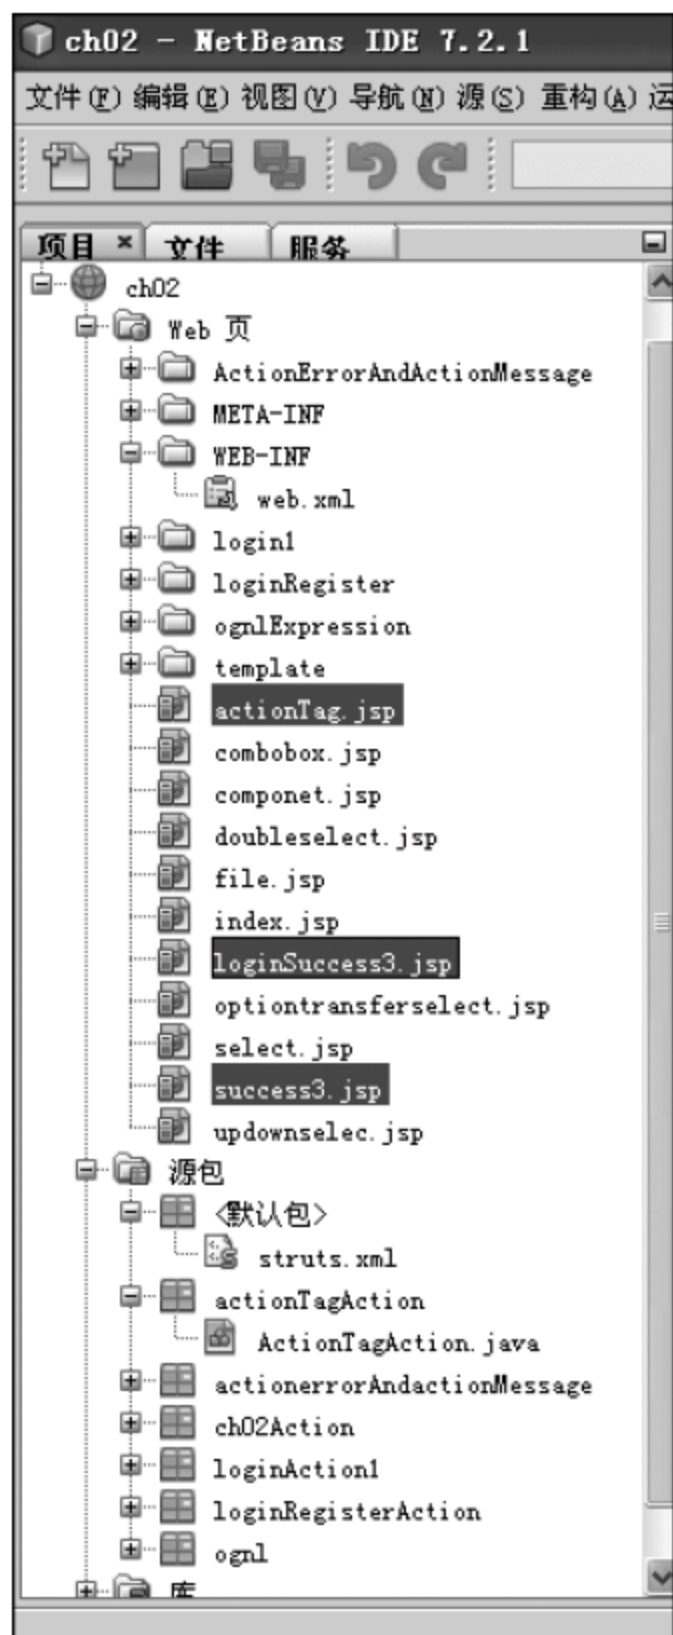 ch02 - NetBeans IDE 7.2.1
文件(F) 编辑(E) 视图(V) 导航(N) 源(S) 重构(A) 运
项目 × 文件 服务
ch02
Web 页
ActionErrorAndActionMessage
META-INF
WEB-INF
web.xml
login1
loginRegister
ognlExpression
template
actionTag.jsp
combobox.jsp
componet.jsp
doubleselect.jsp
file.jsp
index.jsp
loginSuccess3.jsp
optiontransferselect.jsp
select.jsp
success3.jsp
updownselec.jsp
源包
<默认包>
struts.xml
actionTagAction
ActionTagAction.java
actionerrorAndactionMessage
ch02Action
loginAction1
loginRegisterAction
ognl
库